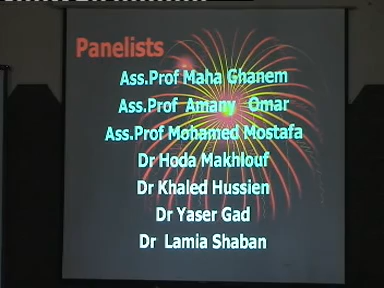 Panelists
Ass.Prof Maha Ghanem
Ass.Prof Amany Omar
Ass.Prof Mohamed Mostafa
Dr Hoda Makhlouf
Dr Khaled Hussien
Dr Yaser Gad
Dr Lamia Shaban